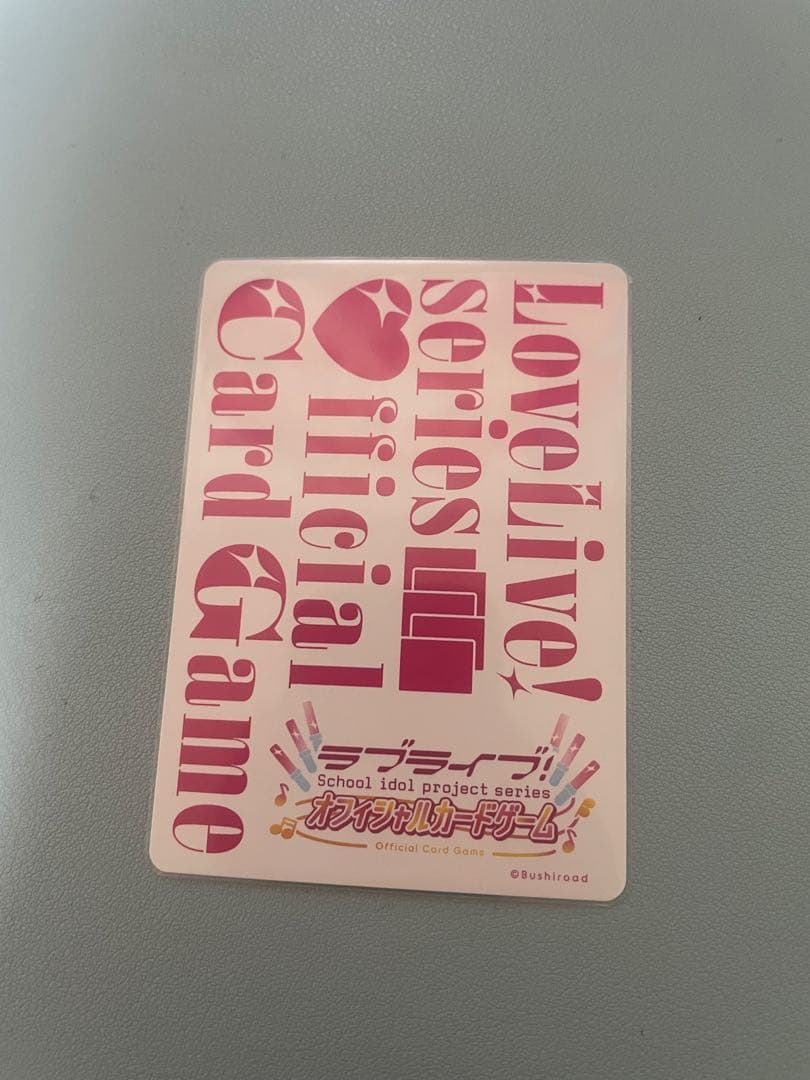 LoveLive!
series
♥fficial
Card Game
ラブライブ!
School idol project series
オフィシャルカードゲーム
Official Card Game
©Bushiroad